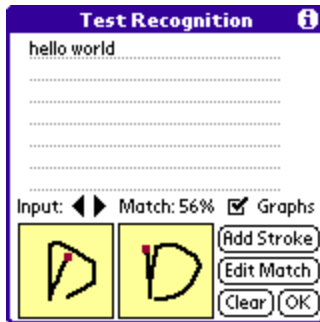 Test Recognition
hello world
Input: Match: 56% Graphs
Add Stroke
Edit Match
Clear OK